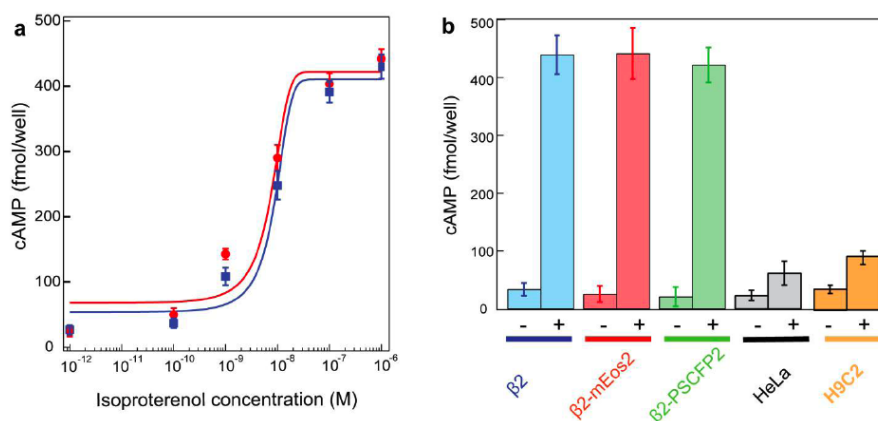 a
500
400
300
200
100
0
cAMP (fmol/well)
10⁻¹² 10⁻¹¹ 10⁻¹⁰ 10⁻⁹ 10⁻⁸ 10⁻⁷ 10⁻⁶
Isoproterenol concentration (M)
b
500
400
300
200
100
0
cAMP (fmol/well)
- + - + - + - + - +
β2
β2-mEos2
β2-PSCFP2
HeLa
H9C2